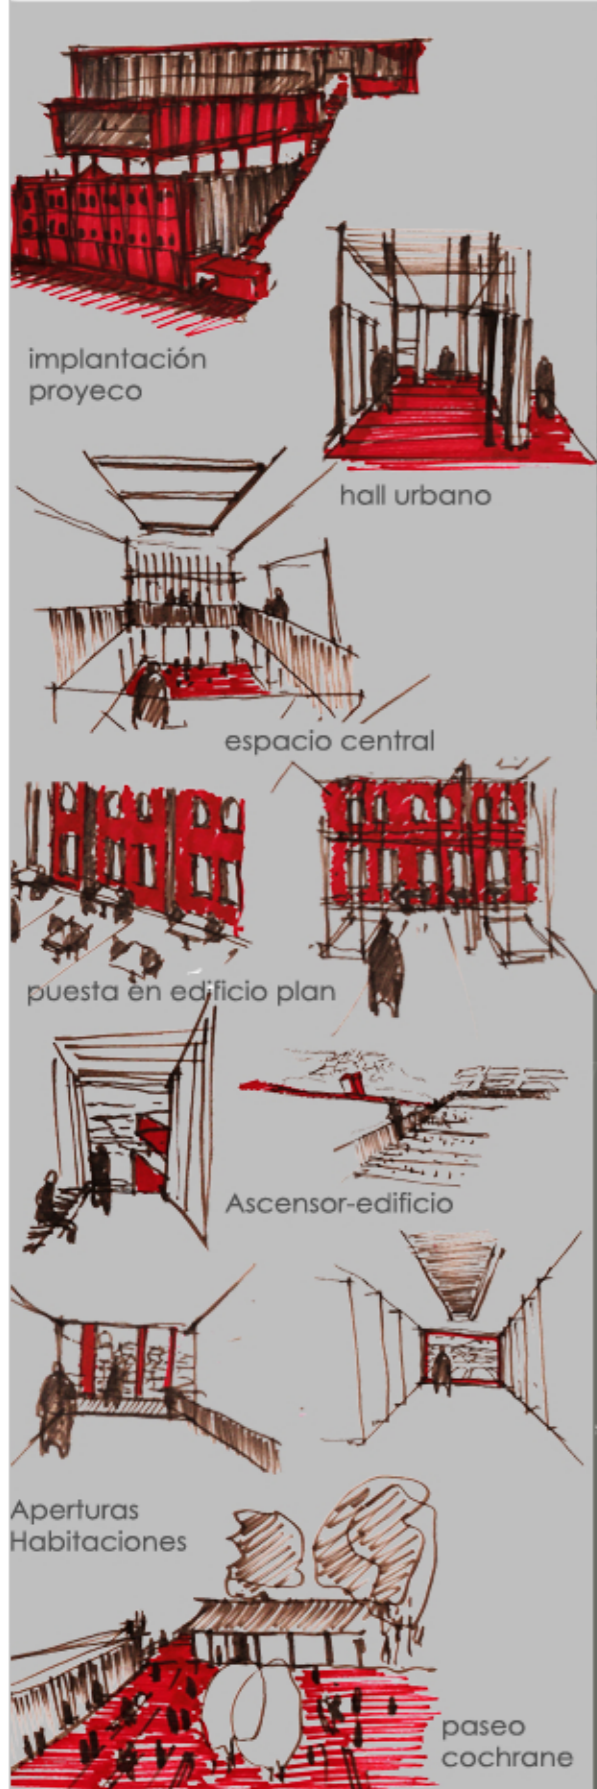 implantación
proyeco
hall urbano
espacio central
puesta en edificio plan
Ascensor-edificio
Aperturas
Habitaciones
paseo
cochrane